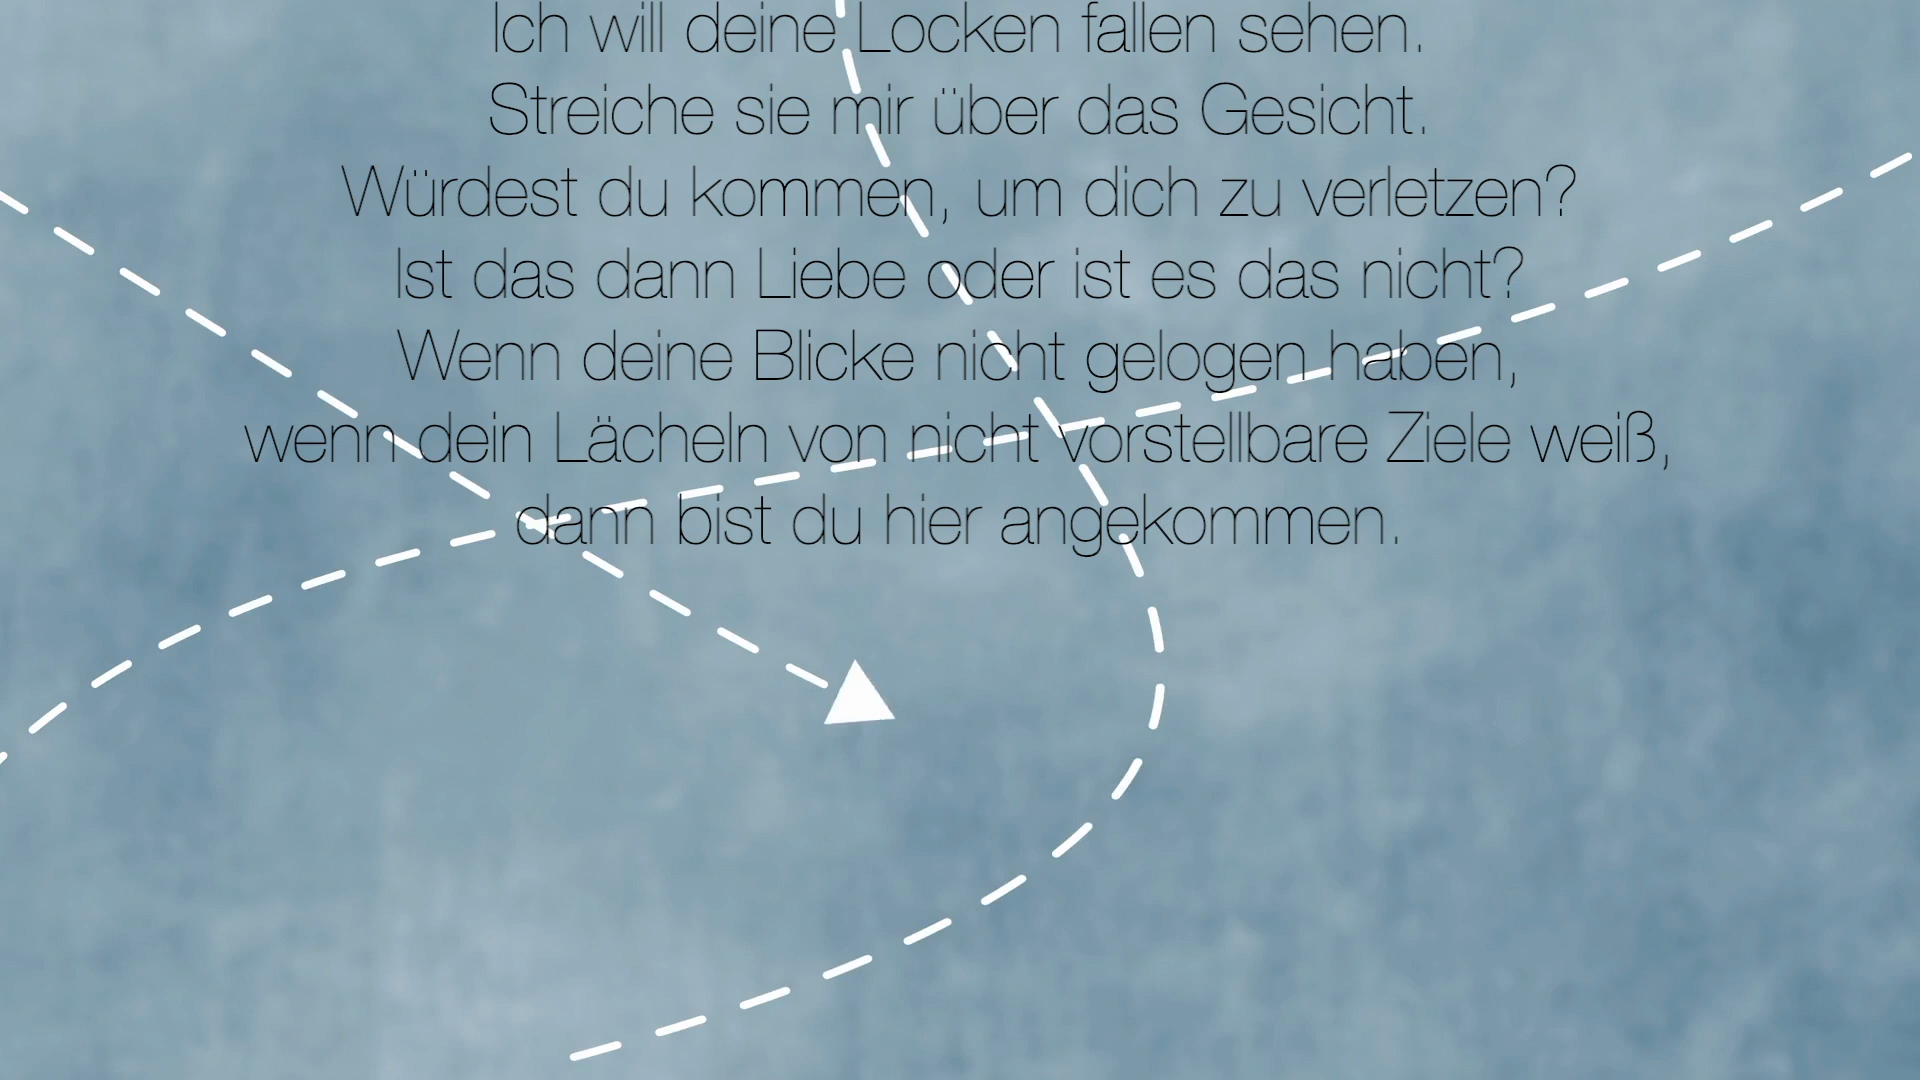 Ich will deine Locken fallen sehen.
Streiche sie mir über das Gesicht.
Würdest du kommen, um dich zu verletzen?
Ist das dann Liebe oder ist es das nicht?
Wenn deine Blicke nicht gelogen haben,
wenn dein Lächeln von nicht vorstellbare Ziele weiß,
dann bist du hier angekommen.